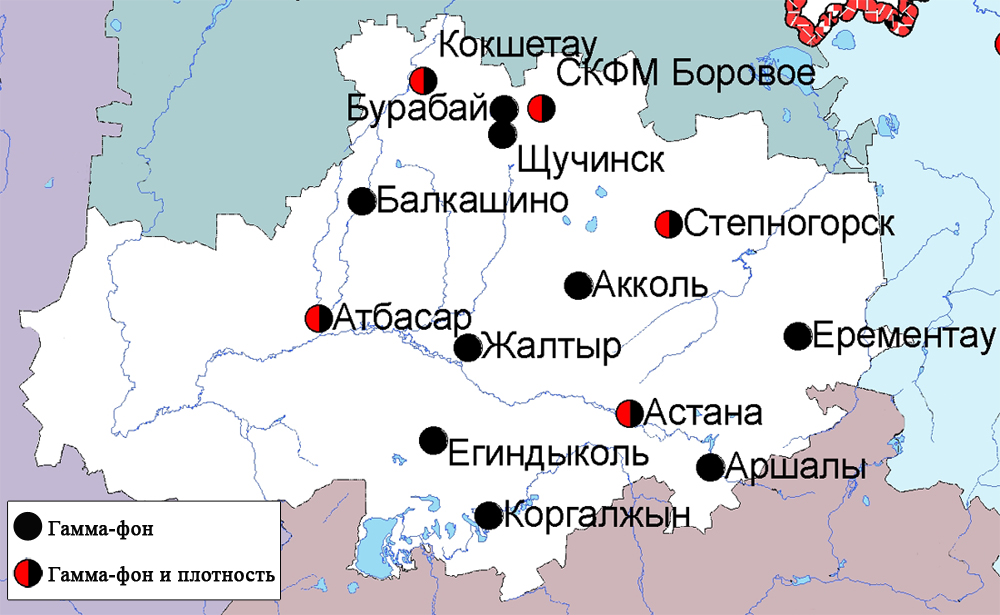 Кокшетау
СКФМ Боровое
Бурабай
Щучинск
Балкашино
Степногорск
Акколь
Атбасар
Ерементау
Жалтыр
Астана
Егиндыколь
Аршалы
Коргалжын
Гамма-фон
Гамма-фон и плотность